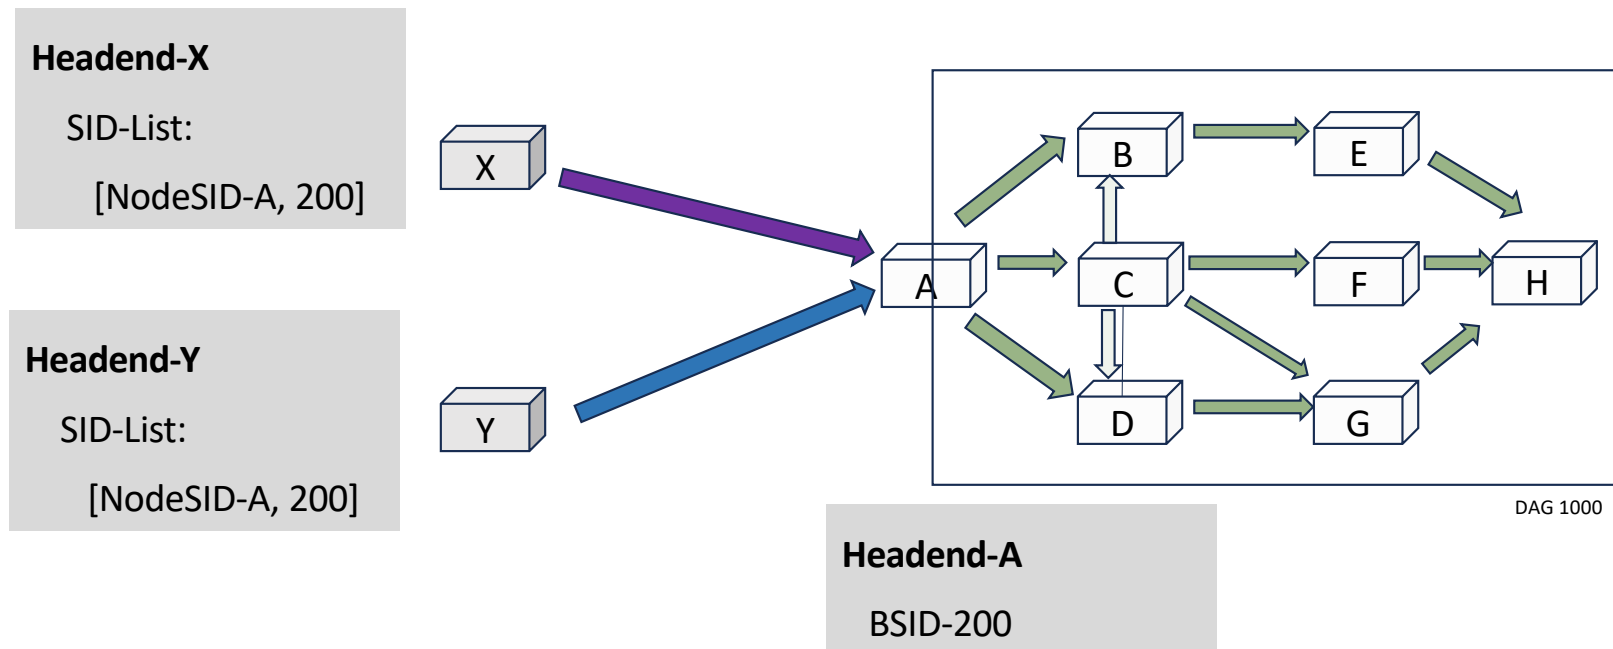 Headend-X
SID-List:
[NodeSID-A, 200]
X
B
E
A
C
F
H
Headend-Y
SID-List:
[NodeSID-A, 200]
Y
D
G
DAG 1000
Headend-A
BSID-200